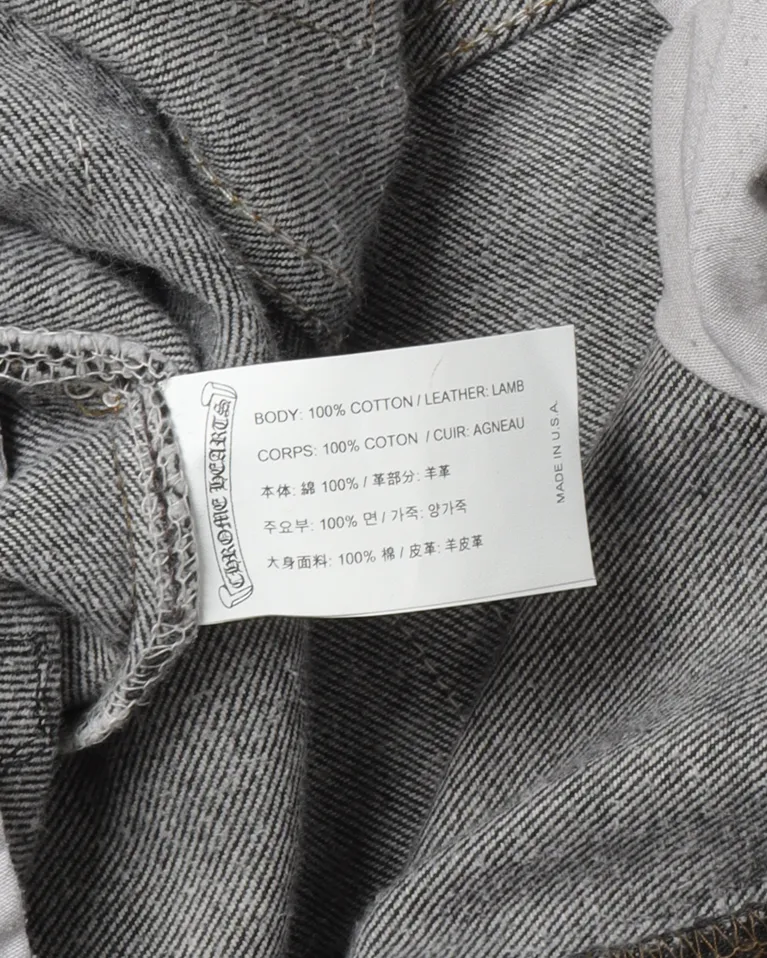 CHROME HEARTS
BODY: 100% COTTON / LEATHER: LAMB
CORPS: 100% COTON / CUIR: AGNEAU
本体: 綿 100% / 革部分: 羊革
주요부: 100% 면 / 가죽: 양가죽
大身面料: 100% 棉 / 皮革: 羊皮革
MADE IN U.S.A.